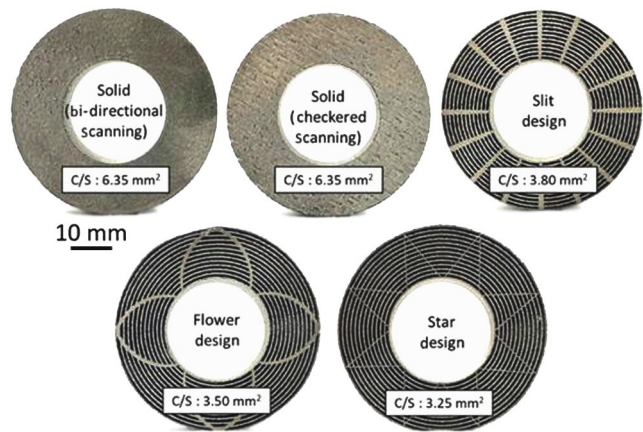 Solid
(bi-directional
scanning)
C/S : 6.35 mm²
Solid
(checkered
scanning)
C/S : 6.35 mm²
Slit
design
C/S : 3.80 mm²
10 mm
Flower
design
C/S : 3.50 mm²
Star
design
C/S : 3.25 mm²